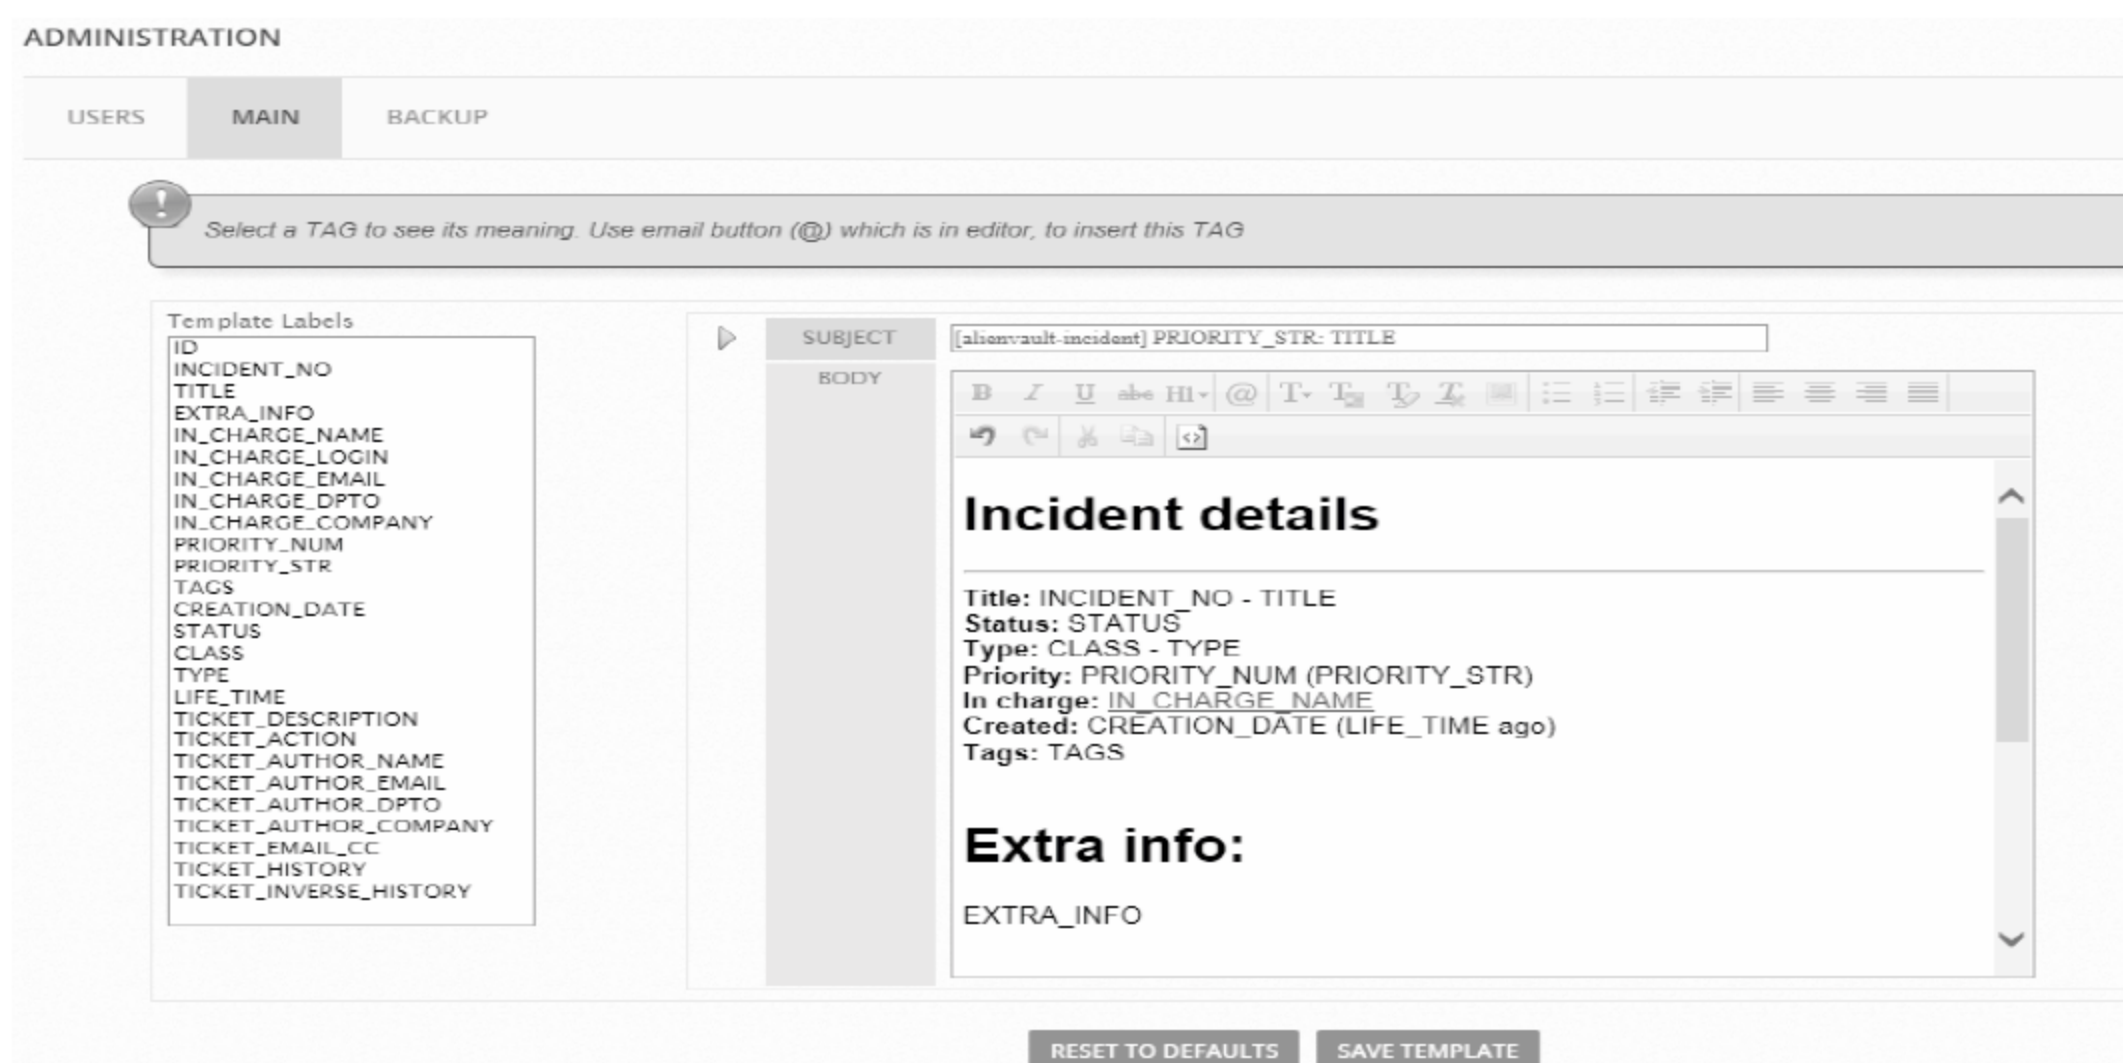 ADMINISTRATION
USERS MAIN BACKUP
Select a TAG to see its meaning. Use email button (@) which is in editor, to insert this TAG
Template Labels
ID
INCIDENT_NO
TITLE
EXTRA_INFO
IN_CHARGE_NAME
IN_CHARGE_LOGIN
IN_CHARGE_EMAIL
IN_CHARGE_DPTO
IN_CHARGE_COMPANY
PRIORITY_NUM
PRIORITY_STR
TAGS
CREATION_DATE
STATUS
CLASS
TYPE
LIFE_TIME
TICKET_DESCRIPTION
TICKET_ACTION
TICKET_AUTHOR_NAME
TICKET_AUTHOR_EMAIL
TICKET_AUTHOR_DPTO
TICKET_AUTHOR_COMPANY
TICKET_EMAIL_CC
TICKET_HISTORY
TICKET_INVERSE_HISTORY
SUBJECT [alienvault-incident] PRIORITY_STR: TITLE
BODY
B I U abc H1 @ T T T T
Incident details
Title: INCIDENT_NO - TITLE
Status: STATUS
Type: CLASS - TYPE
Priority: PRIORITY_NUM (PRIORITY_STR)
In charge: IN_CHARGE_NAME
Created: CREATION_DATE (LIFE_TIME ago)
Tags: TAGS
Extra info:
EXTRA_INFO
RESET TO DEFAULTS SAVE TEMPLATE